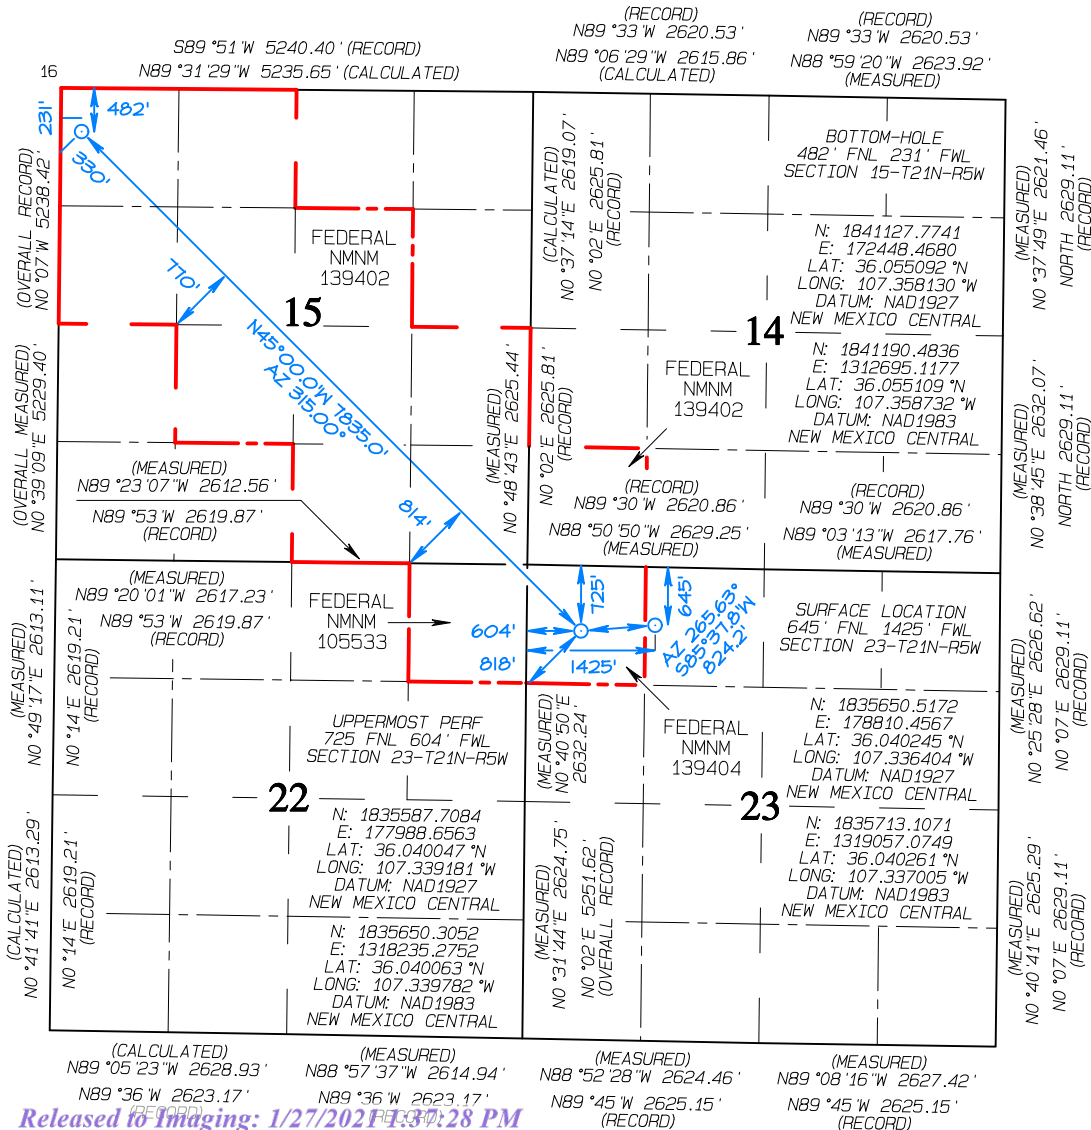 S89°51'W 5240.40' (RECORD)
N89°31'29"W 5235.65' (CALCULATED)
(RECORD)
N89°33'W 2620.53'
N89°06'29"W 2615.86'
(CALCULATED)
(RECORD)
N89°33'W 2620.53'
N88°59'20"W 2623.92'
(MEASURED)
16
231'
482'
330'
770'
N45°00.0'W 7835.0'
AZ 315.00°
814'
(OVERALL RECORD)
N0°07'W 5238.42'
(OVERALL MEASURED)
N0°39'09"E 5229.40'
FEDERAL
NMNM
139402
15
(CALCULATED)
N0°37'14"E 2619.07'
N0°02'E 2625.81'
(RECORD)
BOTTOM-HOLE
482' FNL 231' FWL
SECTION 15-T21N-R5W
N: 1841127.7741
E: 172448.4680
LAT: 36.055092°N
LONG: 107.358130°W
DATUM: NAD1927
NEW MEXICO CENTRAL
14
N: 1841190.4836
E: 1312695.1177
LAT: 36.055109°N
LONG: 107.358732°W
DATUM: NAD1983
NEW MEXICO CENTRAL
(MEASURED)
N0°37'49"E 2621.46'
NORTH 2629.11'
(RECORD)
(MEASURED)
N0°38'45"E 2632.07'
NORTH 2629.11'
(RECORD)
FEDERAL
NMNM
139402
(MEASURED)
N0°48'43"E 2625.44'
N0°02'E 2625.81'
(RECORD)
(MEASURED)
N89°23'07"W 2612.56'
N89°53'W 2619.87'
(RECORD)
(RECORD)
N89°30'W 2620.86'
N88°50'50"W 2629.25'
(MEASURED)
(RECORD)
N89°30'W 2620.86'
N89°03'13"W 2617.76'
(MEASURED)
(MEASURED)
N89°20'01"W 2617.23'
N89°53'W 2619.87'
(RECORD)
FEDERAL
NMNM
105533
725'
645'
604'
818'
1425'
AZ 265.63°
S85°37.8'W
824.2'
SURFACE LOCATION
645' FNL 1425' FWL
SECTION 23-T21N-R5W
(MEASURED)
N0°49'17"E 2613.11'
N0°14'E 2619.21'
(RECORD)
UPPERMOST PERF
725 FNL 604' FWL
SECTION 23-T21N-R5W
(MEASURED)
N0°40'50"E
2632.24'
FEDERAL
NMNM
139404
N: 1835650.5172
E: 178810.4567
LAT: 36.040245°N
LONG: 107.336404°W
DATUM: NAD1927
NEW MEXICO CENTRAL
(MEASURED)
N0°25'28"E 2626.62'
N0°07'E 2629.11'
(RECORD)
22
23
N: 1835587.7084
E: 177988.6563
LAT: 36.040047°N
LONG: 107.339181°W
DATUM: NAD1927
NEW MEXICO CENTRAL
N: 1835713.1071
E: 1319057.0749
LAT: 36.040261°N
LONG: 107.337005°W
DATUM: NAD1983
NEW MEXICO CENTRAL
(CALCULATED)
N0°41'41"E 2613.29'
N0°14'E 2619.21'
(RECORD)
N: 1835650.3052
E: 1318235.2752
LAT: 36.040063°N
LONG: 107.339782°W
DATUM: NAD1983
NEW MEXICO CENTRAL
(MEASURED)
N0°31'44"E 2624.75'
N0°02'E 5251.62'
(OVERALL RECORD)
(MEASURED)
N0°40'41"E 2625.29'
N0°07'E 2629.11'
(RECORD)
(CALCULATED)
N89°05'23"W 2628.93'
N89°36'W 2623.17'
(RECORD)
(MEASURED)
N88°57'37"W 2614.94'
N89°36'W 2623.17'
(RECORD)
(MEASURED)
N88°52'28"W 2624.46'
N89°45'W 2625.15'
(RECORD)
(MEASURED)
N89°08'16"W 2627.42'
N89°45'W 2625.15'
(RECORD)
Released to Imaging: 1/27/2021 1:37:28 PM